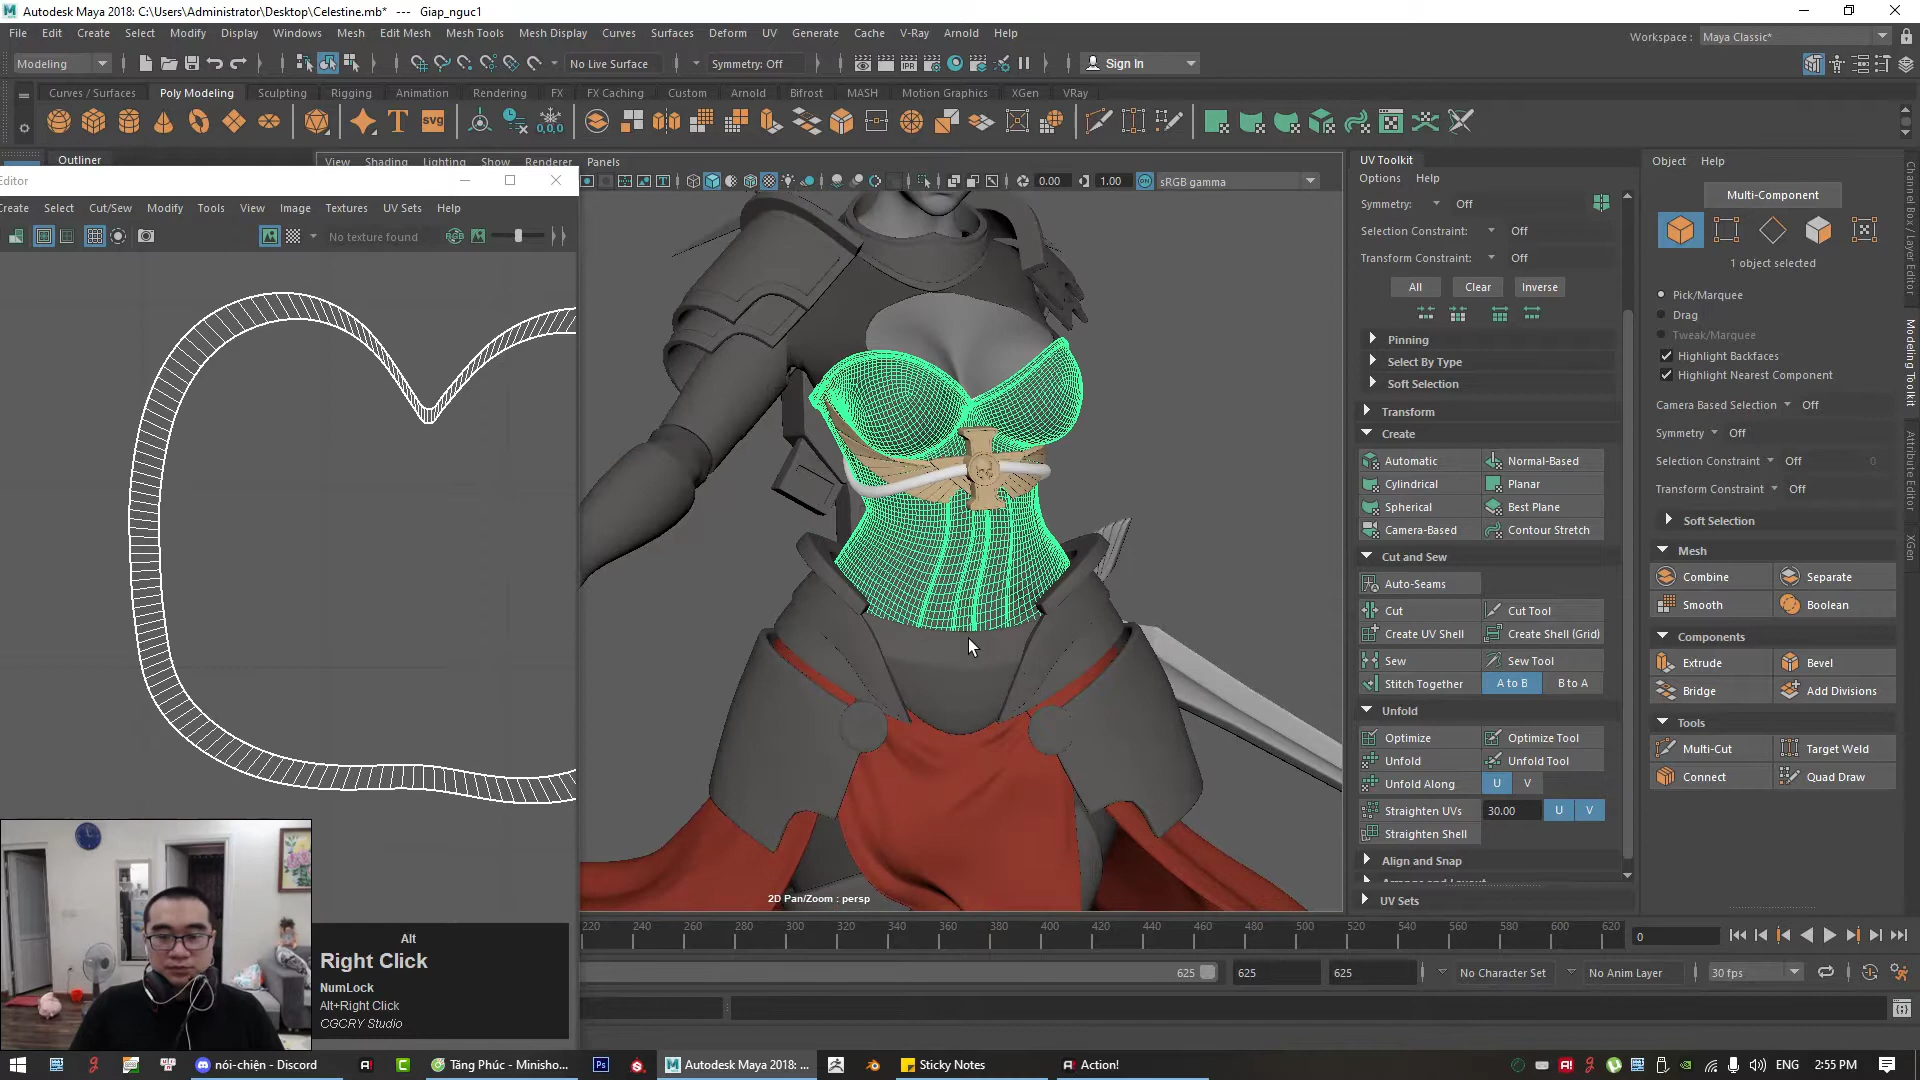 Autodesk Maya 2018: C:\Users\Administrator\Desktop\Celestine.mb* --- Giap_nguc1
File Edit Create Select Modify Display Windows Mesh Edit Mesh Mesh Tools Mesh Display Curves Surfaces Deform UV Generate Cache V-Ray Arnold Help
Workspace : Maya Classic*
Modeling No Live Surface Symmetry: Off Sign In
Curves / Surfaces Poly Modeling Sculpting Rigging Animation Rendering FX FX Caching Custom Arnold Bifrost MASH Motion Graphics XGen VRay
Outliner
View Shading Lighting Show Renderer Panels
0.00 1.00 sRGB gamma
Editor
Create Select Cut/Sew Modify Tools View Image Textures UV Sets Help
No texture found
UV Toolkit
Options Help
Symmetry: Off
Selection Constraint: Off
Transform Constraint: Off
All Clear Inverse
Pinning
Select By Type
Soft Selection
Transform
Create
Automatic Normal-Based
Cylindrical Planar
Spherical Best Plane
Camera-Based Contour Stretch
Cut and Sew
Auto-Seams
Cut Cut Tool
Create UV Shell Create Shell (Grid)
Sew Sew Tool
Stitch Together A to B B to A
Unfold
Optimize Optimize Tool
Unfold Unfold Tool
Unfold Along U V
Straighten UVs 30.00 U V
Straighten Shell
Align and Snap
UV Sets
Object Help
Multi-Component
1 object selected
Pick/Marquee
Drag
Tweak/Marquee
Highlight Backfaces
Highlight Nearest Component
Camera Based Selection Off
Symmetry Off
Selection Constraint Off 0
Transform Constraint Off
Soft Selection
Mesh
Combine Separate
Smooth Boolean
Components
Extrude Bevel
Bridge Add Divisions
Tools
Multi-Cut Target Weld
Connect Quad Draw
Channel Box / Layer Editor
Modeling Toolkit
Attribute Editor
XGen
2D Pan/Zoom : persp
220 240 260 280 300 320 340 360 380 400 420 440 460 480 500 520 540 560 580 600 620
0
625 625 625 No Character Set No Anim Layer 30 fps
Alt
Right Click
NumLock
Alt+Right Click
CGCRY Studio
nói-chiện - Discord Tăng Phúc - Minisho... Autodesk Maya 2018: ... Sticky Notes Action! ENG 2:55 PM